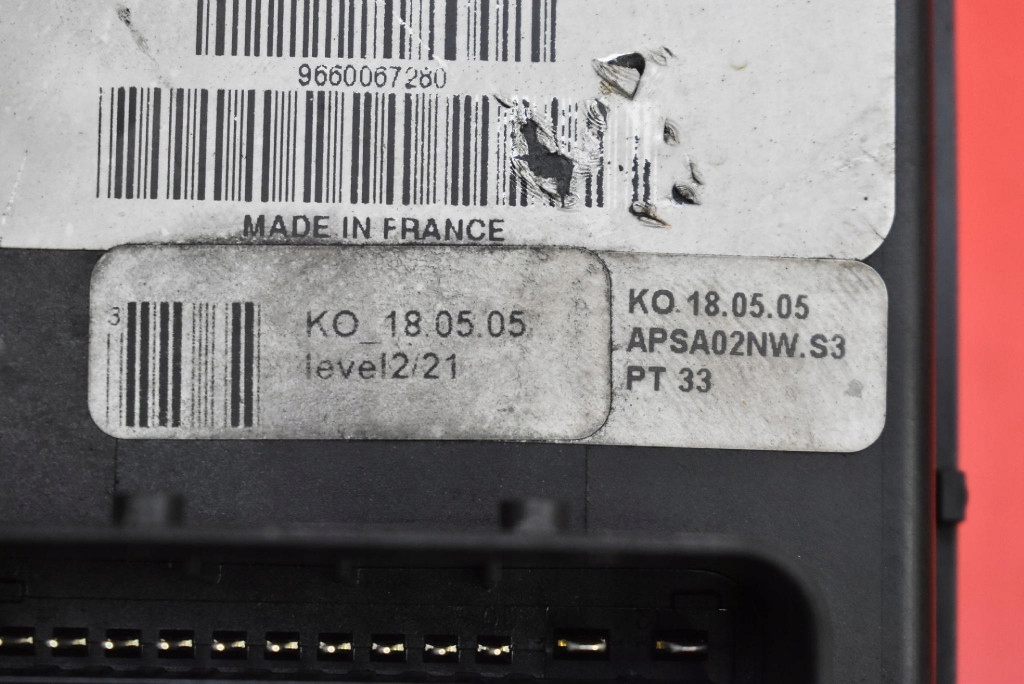 9660067280
MADE IN FRANCE
3
KO_18.05.05
level2/21
KO 18.05.05
APSA02NW.S3
PT 33